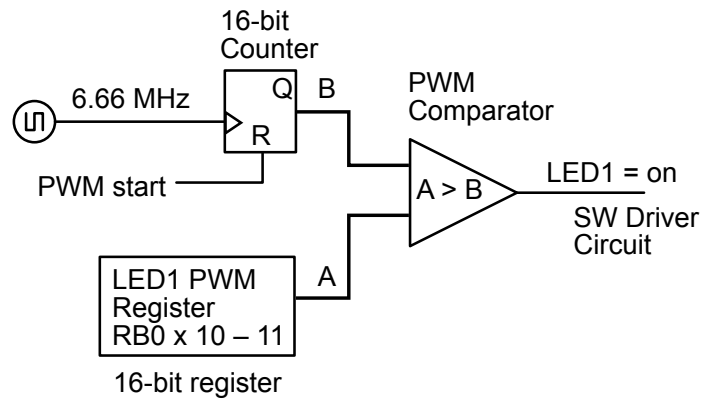 16-bit
Counter
6.66 MHz
Q
B
R
PWM start
PWM
Comparator
A > B
LED1 = on
SW Driver
Circuit
LED1 PWM
Register
RB0 x 10 – 11
A
16-bit register